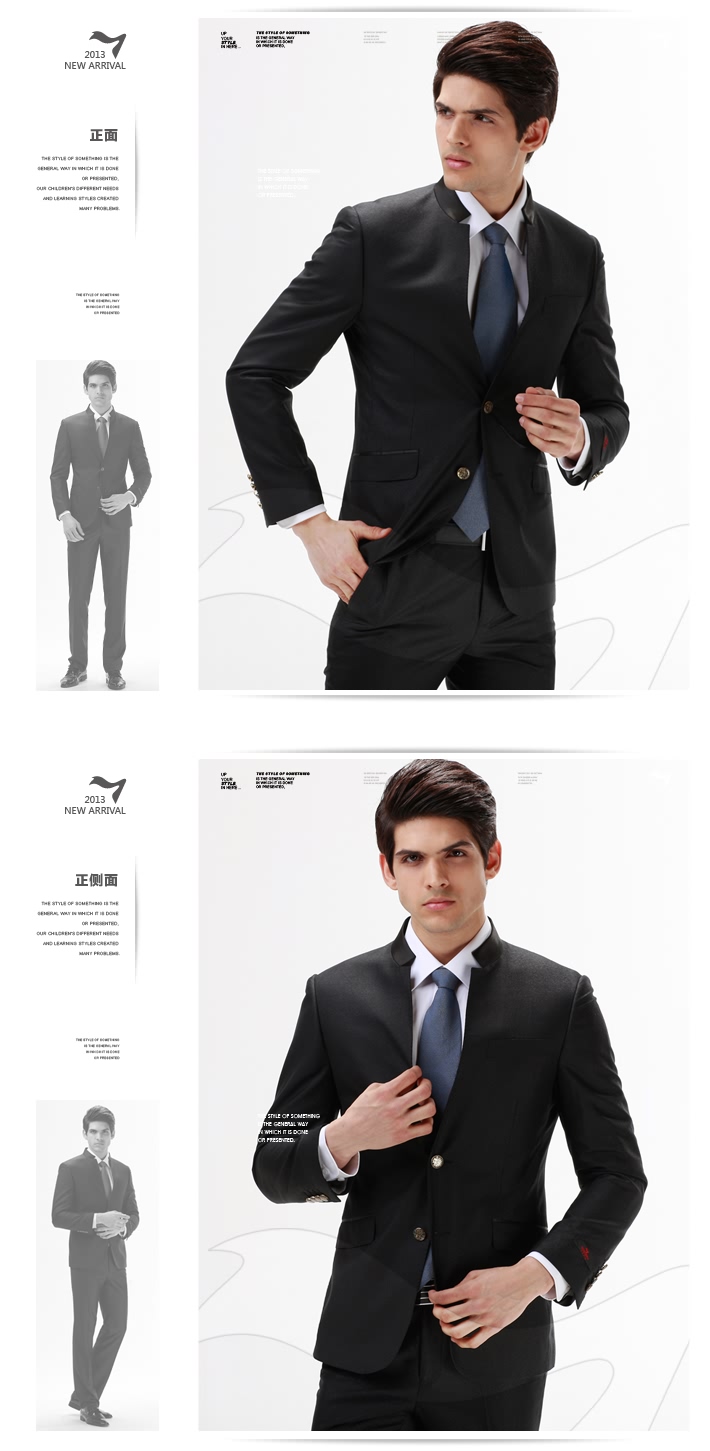 2013
NEW ARRIVAL
正面
THE STYLE OF SOMETHING IS THE
GENERAL WAY IN WHICH IT IS DONE
OR PRESENTED,
OUR CHILDREN'S DIFFERENT NEEDS
AND LEARNING STYLES CREATED
MANY PROBLEMS.
THE STYLE OF SOMETHING
IS THE GENERAL WAY
IN WHICH IT IS DONE
OR PRESENTED
UP
YOUR
STYLE
IN HERE...
THE STYLE OF SOMETHING
IS THE GENERAL WAY
IN WHICH IT IS DONE
OR PRESENTED,
2013
NEW ARRIVAL
正侧面
THE STYLE OF SOMETHING IS THE
GENERAL WAY IN WHICH IT IS DONE
OR PRESENTED,
OUR CHILDREN'S DIFFERENT NEEDS
AND LEARNING STYLES CREATED
MANY PROBLEMS.
THE STYLE OF SOMETHING
IS THE GENERAL WAY
IN WHICH IT IS DONE
OR PRESENTED
UP
YOUR
STYLE
IN HERE...
THE STYLE OF SOMETHING
IS THE GENERAL WAY
IN WHICH IT IS DONE
OR PRESENTED,
THE STYLE OF SOMETHING
IS THE GENERAL WAY
IN WHICH IT IS DONE
OR PRESENTED.